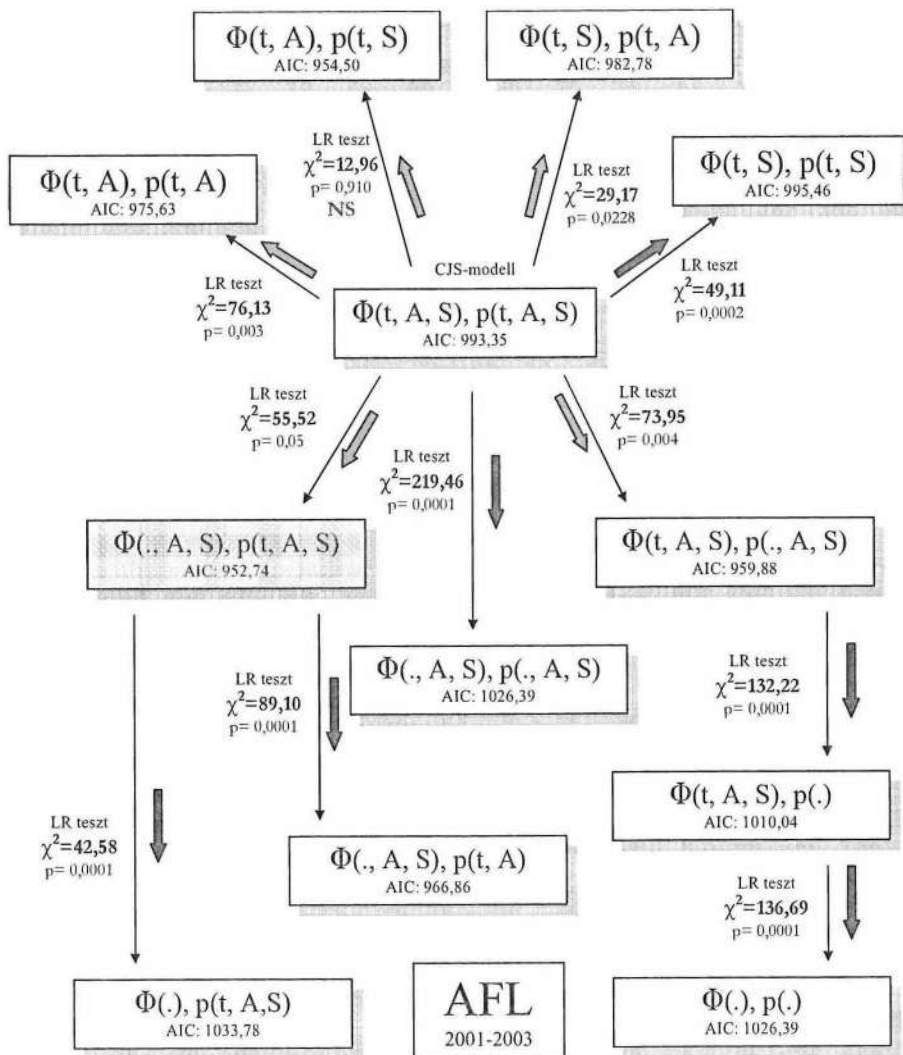 Φ(t, A), p(t, S)
AIC: 954,50
Φ(t, S), p(t, A)
AIC: 982,78
LR teszt
χ²=12,96
p= 0,910
NS
LR teszt
χ²=29,17
p= 0,0228
Φ(t, A), p(t, A)
AIC: 975,63
Φ(t, S), p(t, S)
AIC: 995,46
LR teszt
χ²=76,13
p= 0,003
CJS-modell
Φ(t, A, S), p(t, A, S)
AIC: 993,35
LR teszt
χ²=49,11
p= 0,0002
LR teszt
χ²=55,52
p= 0,05
LR teszt
χ²=219,46
p= 0,0001
LR teszt
χ²=73,95
p= 0,004
Φ(., A, S), p(t, A, S)
AIC: 952,74
Φ(t, A, S), p(., A, S)
AIC: 959,88
LR teszt
χ²=89,10
p= 0,0001
Φ(., A, S), p(., A, S)
AIC: 1026,39
LR teszt
χ²=132,22
p= 0,0001
LR teszt
χ²=42,58
p= 0,0001
Φ(., A, S), p(t, A)
AIC: 966,86
Φ(t, A, S), p(.)
AIC: 1010,04
LR teszt
χ²=136,69
p= 0,0001
Φ(.), p(t, A,S)
AIC: 1033,78
AFL
2001-2003
Φ(.), p(.)
AIC: 1026,39